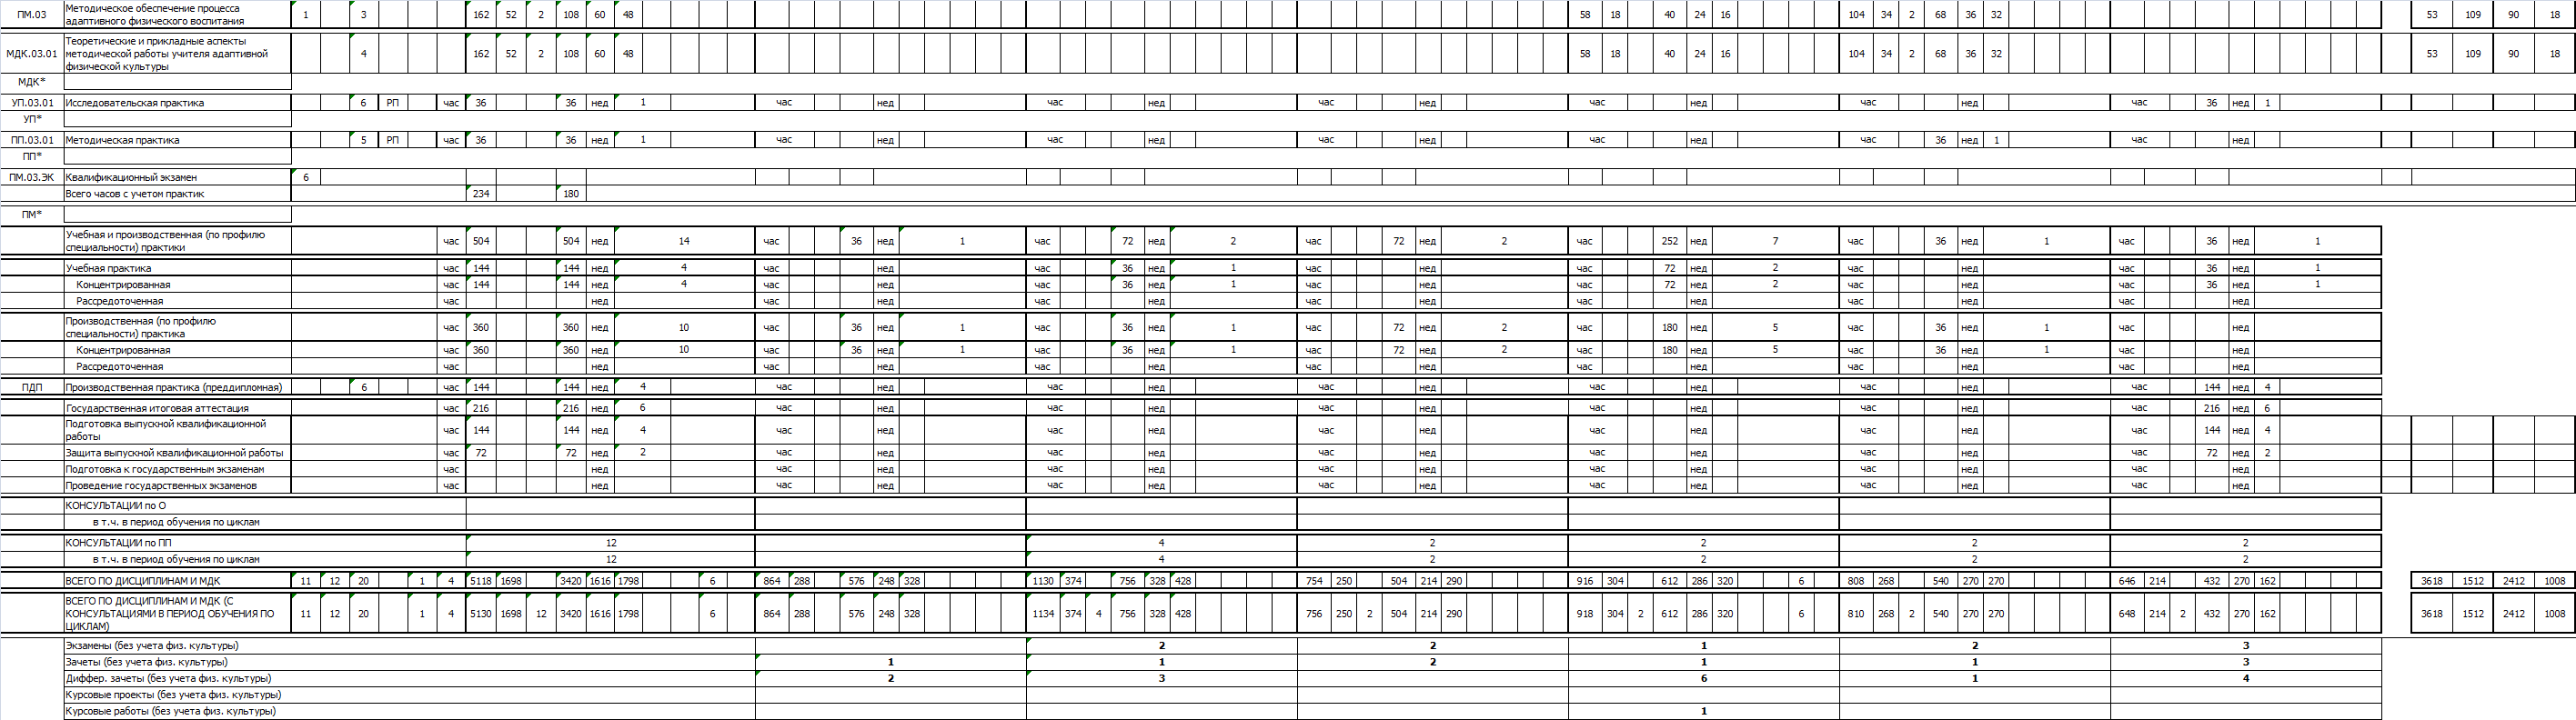 ПМ.03 Методическое обеспечение процесса адаптивного физического воспитания 1 3 162 52 2 108 60 48 58 18 40 24 16 104 34 2 68 36 32 53 109 90 18
МДК.03.01 Теоретические и прикладные аспекты методической работы учителя адаптивной физической культуры 4 162 52 2 108 60 48 58 18 40 24 16 104 34 2 68 36 32 53 109 90 18
МДК*
УП.03.01 Исследовательская практика 6 РП час 36 36 нед 1 час нед час нед час нед час нед час нед час 36 нед 1
УП*
ПП.03.01 Методическая практика 5 РП час 36 36 нед 1 час нед час нед час нед час нед час 36 нед 1 час нед
ПП*
ПМ.03.ЭК Квалификационный экзамен 6
Всего часов с учетом практик 234 180
ПМ*
Учебная и производственная (по профилю специальности) практики час 504 504 нед 14 час 36 нед 1 час 72 нед 2 час 72 нед 2 час 252 нед 7 час 36 нед 1 час 36 нед 1
Учебная практика час 144 144 нед 4 час нед час 36 нед 1 час нед час 72 нед 2 час нед час 36 нед 1
Концентрированная час 144 144 нед 4 час нед час 36 нед 1 час нед час 72 нед 2 час нед час 36 нед 1
Рассредоточенная час нед час нед час нед час нед час нед час нед час нед
Производственная (по профилю специальности) практика час 360 360 нед 10 час 36 нед 1 час 36 нед 1 час 72 нед 2 час 180 нед 5 час 36 нед 1 час нед
Концентрированная час 360 360 нед 10 час 36 нед 1 час 36 нед 1 час 72 нед 2 час 180 нед 5 час 36 нед 1 час нед
Рассредоточенная час нед час нед час нед час нед час нед час нед час нед
ПДП Производственная практика (преддипломная) 6 час 144 144 нед 4 час нед час нед час нед час нед час нед час 144 нед 4
Государственная итоговая аттестация час 216 216 нед 6 час нед час нед час нед час нед час нед час 216 нед 6
Подготовка выпускной квалификационной работы час 144 144 нед 4 час нед час нед час нед час нед час нед час 144 нед 4
Защита выпускной квалификационной работы час 72 72 нед 2 час нед час нед час нед час нед час нед час 72 нед 2
Подготовка к государственным экзаменам час нед час нед час нед час нед час нед час нед час нед
Проведение государственных экзаменов час нед час нед час нед час нед час нед час нед час нед
КОНСУЛЬТАЦИИ по О
в т.ч. в период обучения по циклам
КОНСУЛЬТАЦИИ по ПП 12 4 2 2 2 2
в т.ч. в период обучения по циклам 12 4 2 2 2 2
ВСЕГО ПО ДИСЦИПЛИНАМ И МДК 11 12 20 1 4 5118 1698 3420 1616 1798 6 864 288 576 248 328 1130 374 756 328 428 754 250 504 214 290 916 304 612 286 320 6 808 268 540 270 270 646 214 432 270 162 3618 1512 2412 1008
ВСЕГО ПО ДИСЦИПЛИНАМ И МДК (С КОНСУЛЬТАЦИЯМИ В ПЕРИОД ОБУЧЕНИЯ ПО ЦИКЛАМ) 11 12 20 1 4 5130 1698 12 3420 1616 1798 6 864 288 576 248 328 1134 374 4 756 328 428 756 250 2 504 214 290 918 304 2 612 286 320 6 810 268 2 540 270 270 648 214 2 432 270 162 3618 1512 2412 1008
Экзамены (без учета физ. культуры) 2 2 1 2 3
Зачеты (без учета физ. культуры) 1 1 2 1 1 3
Диффер. зачеты (без учета физ. культуры) 2 3 6 1 4
Курсовые проекты (без учета физ. культуры)
Курсовые работы (без учета физ. культуры) 1